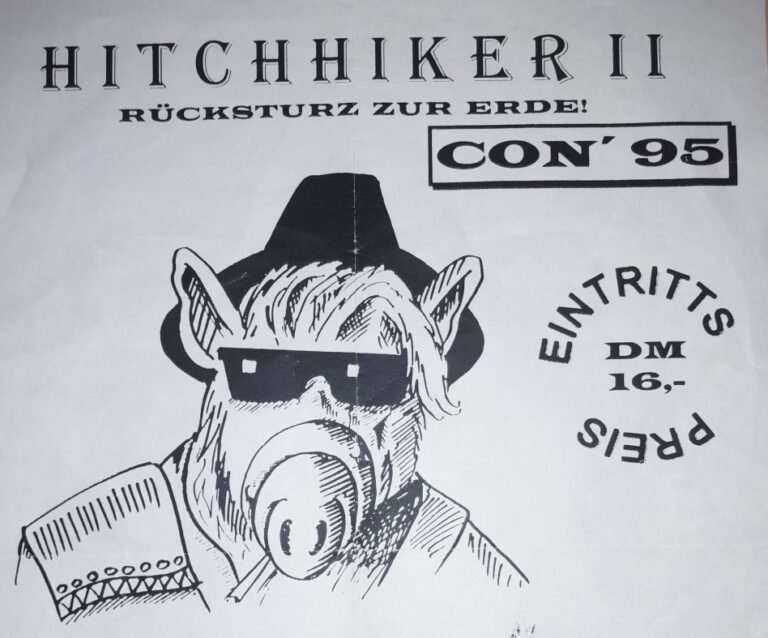 HITCHHIKER II
RÜCKSTURZ ZUR ERDE!
CON´ 95
EINTRITTS
DM
16,-
PREIS